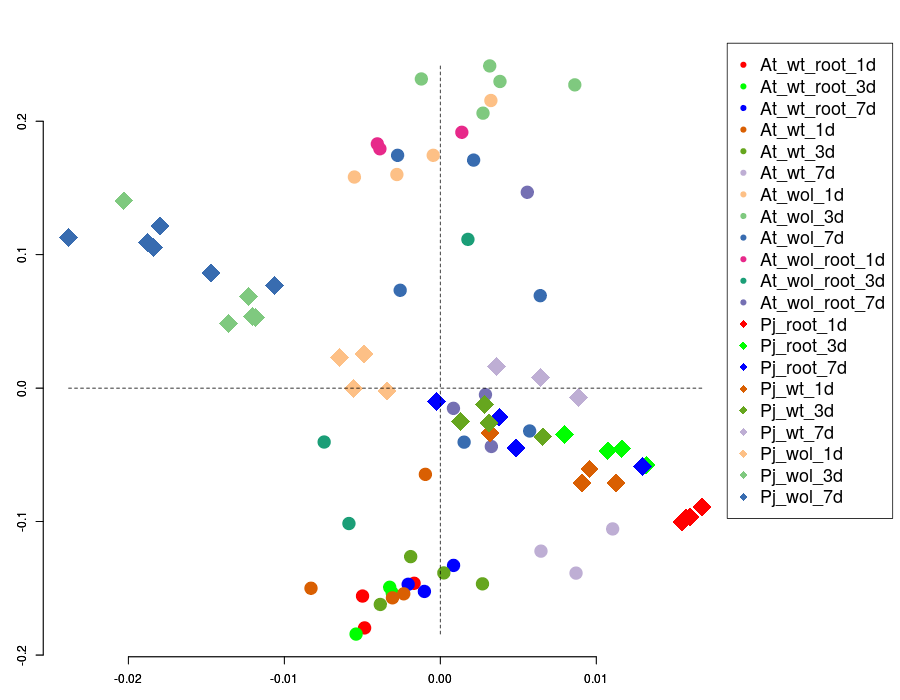 At_wt_root_1d
At_wt_root_3d
At_wt_root_7d
At_wt_1d
At_wt_3d
At_wt_7d
At_wol_1d
At_wol_3d
At_wol_7d
At_wol_root_1d
At_wol_root_3d
At_wol_root_7d
Pj_root_1d
Pj_root_3d
Pj_root_7d
Pj_wt_1d
Pj_wt_3d
Pj_wt_7d
Pj_wol_1d
Pj_wol_3d
Pj_wol_7d
0.2
0.1
0.0
-0.1
-0.2
-0.02 -0.01 0.00 0.01